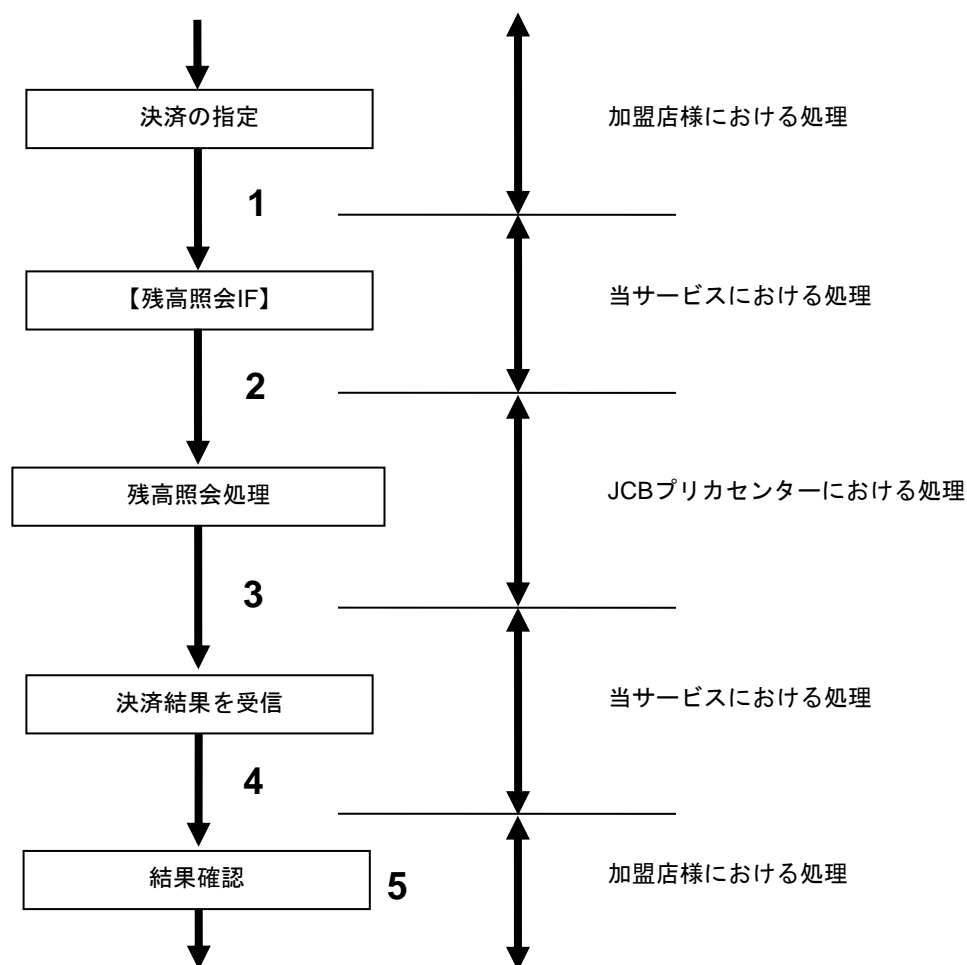 決済の指定
加盟店様における処理
1
【残高照会IF】
当サービスにおける処理
2
残高照会処理
JCBプリカセンターにおける処理
3
決済結果を受信
当サービスにおける処理
4
結果確認
5
加盟店様における処理